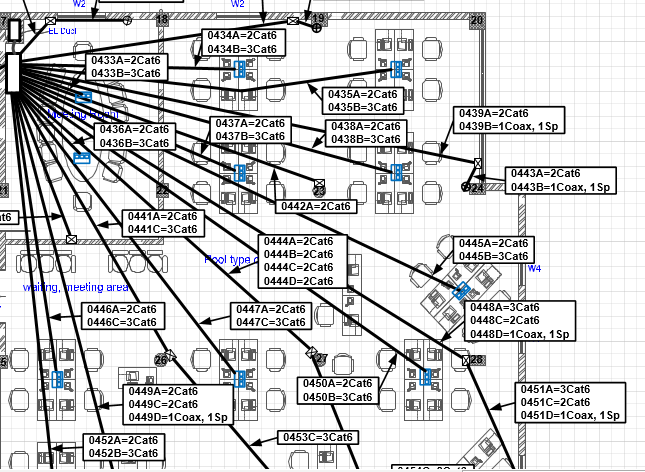 W2
W2
18
19
20
EL Duct
0434A=2Cat6
0434B=3Cat6
0433A=2Cat6
0433B=3Cat6
0435A=2Cat6
0435B=3Cat6
0439A=2Cat6
0439B=1Coax, 1Sp
0436A=2Cat6
0436B=3Cat6
0437A=2Cat6
0437B=3Cat6
0438A=2Cat6
0438B=3Cat6
0443A=2Cat6
0443B=1Coax, 1Sp
21
22
23
24
0442A=2Cat6
at6
0441A=2Cat6
0441C=3Cat6
0444A=2Cat6
0444B=2Cat6
0444C=2Cat6
0444D=2Cat6
Pool type
0445A=2Cat6
0445B=3Cat6
W4
waiting, meeting area
0446A=2Cat6
0446C=3Cat6
0447A=2Cat6
0447C=3Cat6
0448A=3Cat6
0448C=2Cat6
0448D=1Coax, 1Sp
26
27
28
0449A=2Cat6
0449C=2Cat6
0449D=1Coax, 1Sp
0450A=2Cat6
0450B=3Cat6
0451A=3Cat6
0451C=2Cat6
0451D=1Coax, 1Sp
0452A=2Cat6
0452B=3Cat6
0453C=3Cat6